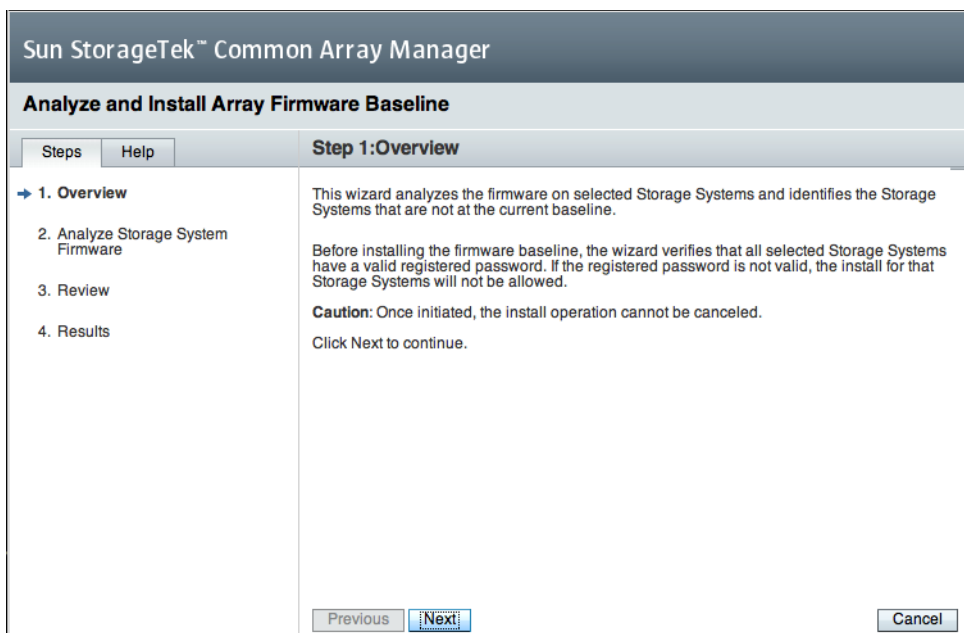 Sun StorageTek™ Common Array Manager
Analyze and Install Array Firmware Baseline
Steps
Help
Step 1:Overview
1. Overview
2. Analyze Storage System
Firmware
3. Review
4. Results
This wizard analyzes the firmware on selected Storage Systems and identifies the Storage
Systems that are not at the current baseline.
Before installing the firmware baseline, the wizard verifies that all selected Storage Systems
have a valid registered password. If the registered password is not valid, the install for that
Storage Systems will not be allowed.
Caution: Once initiated, the install operation cannot be canceled.
Click Next to continue.
Previous
Next
Cancel